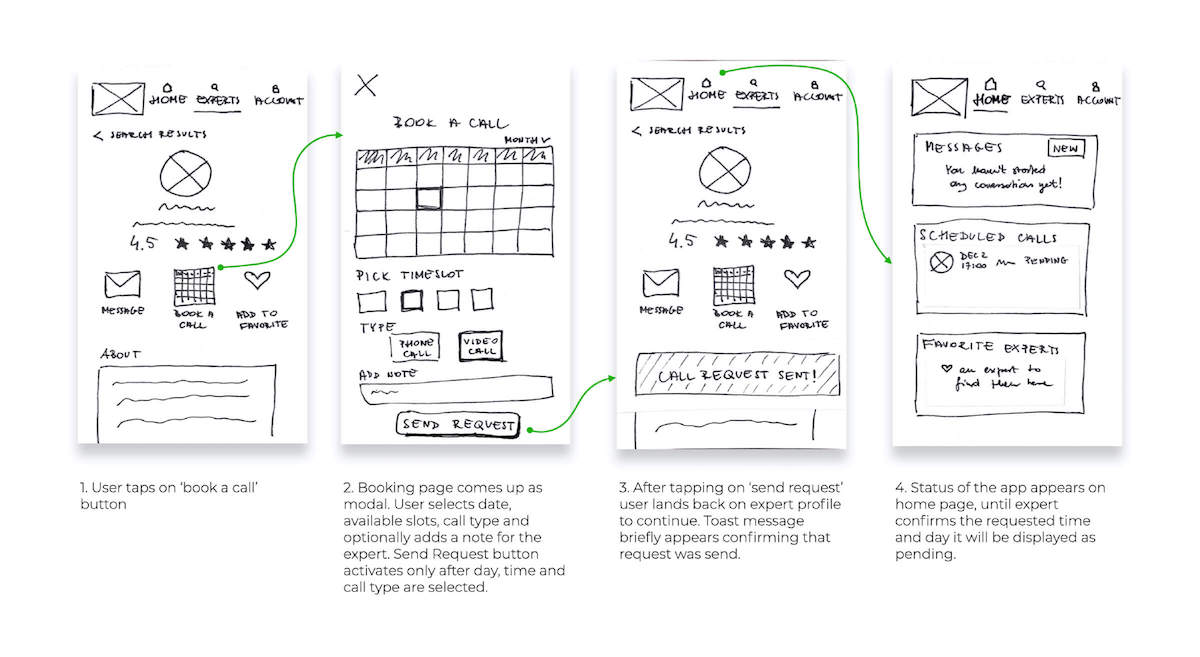 HOME EXPERTS ACCOUNT
< SEARCH RESULTS
4.5
MESSAGE
BOOK A
CALL
ADD TO
FAVORITE
ABOUT
1. User taps on ‘book a call’
button
BOOK A CALL
MONTH
PICK TIMESLOT
TYPE
PHONE
CALL
VIDEO
CALL
ADD NOTE
SEND REQUEST
2. Booking page comes up as
modal. User selects date,
available slots, call type and
optionally adds a note for the
expert. Send Request button
activates only after day, time and
call type are selected.
HOME EXPERTS ACCOUNT
< SEARCH RESULTS
4.5
MESSAGE
BOOK A
CALL
ADD TO
FAVORITE
CALL REQUEST SENT!
3. After tapping on ‘send request’
user lands back on expert profile
to continue. Toast message
briefly appears confirming that
request was send.
HOME EXPERTS ACCOUNT
MESSAGES NEW
You haven't started
any conversation yet!
SCHEDULED CALLS
DEC 2
17:00 PENDING
FAVORITE EXPERTS
an expert to
find them here
4. Status of the app appears on
home page, until expert
confirms the requested time
and day it will be displayed as
pending.